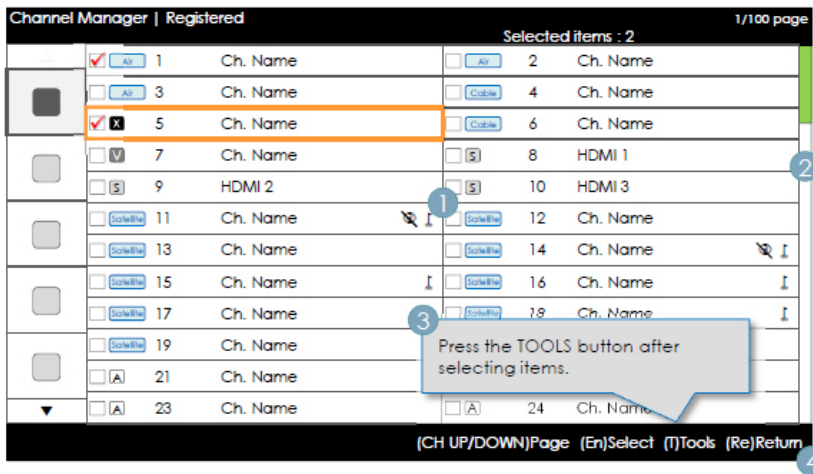 Channel Manager | Registered
1/100 page
Selected items : 2
Air 1 Ch. Name Air 2 Ch. Name
Air 3 Ch. Name Cable 4 Ch. Name
X 5 Ch. Name Cable 6 Ch. Name
V 7 Ch. Name S 8 HDMI 1
2
S 9 HDMI 2 S 10 HDMI 3
1
Satellite 11 Ch. Name Satellite 12 Ch. Name
Satellite 13 Ch. Name Satellite 14 Ch. Name
Satellite 15 Ch. Name Satellite 16 Ch. Name
Satellite 17 Ch. Name Satellite 18 Ch. Name
3
Press the TOOLS button after
selecting items.
Satellite 19 Ch. Name
A 21 Ch. Name
A 23 Ch. Name A 24 Ch. Name
(CH UP/DOWN)Page (En)Select (T)Tools (Re)Return
4